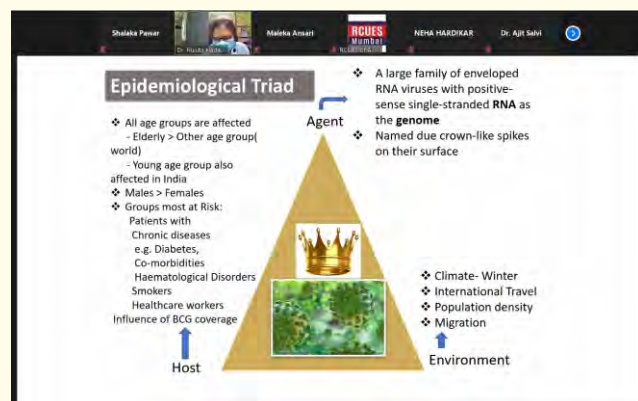 Shalaka Pawar
Maleka Ansari
RCUES
Mumbai
NEHA HARDIKAR
Dr. Ajit Salvi
Epidemiological Triad
❖ All age groups are affected
- Elderly > Other age group(
world)
- Young age group also
affected in India
❖ Males > Females
❖ Groups most at Risk:
Patients with
Chronic diseases
e.g. Diabetes,
Co-morbidities
Haematological Disorders
Smokers
Healthcare workers
Influence of BCG coverage
Host
Agent
❖ A large family of enveloped
RNA viruses with positive-
sense single-stranded RNA as
the genome
❖ Named due crown-like spikes
on their surface
❖ Climate- Winter
❖ International Travel
❖ Population density
❖ Migration
Environment